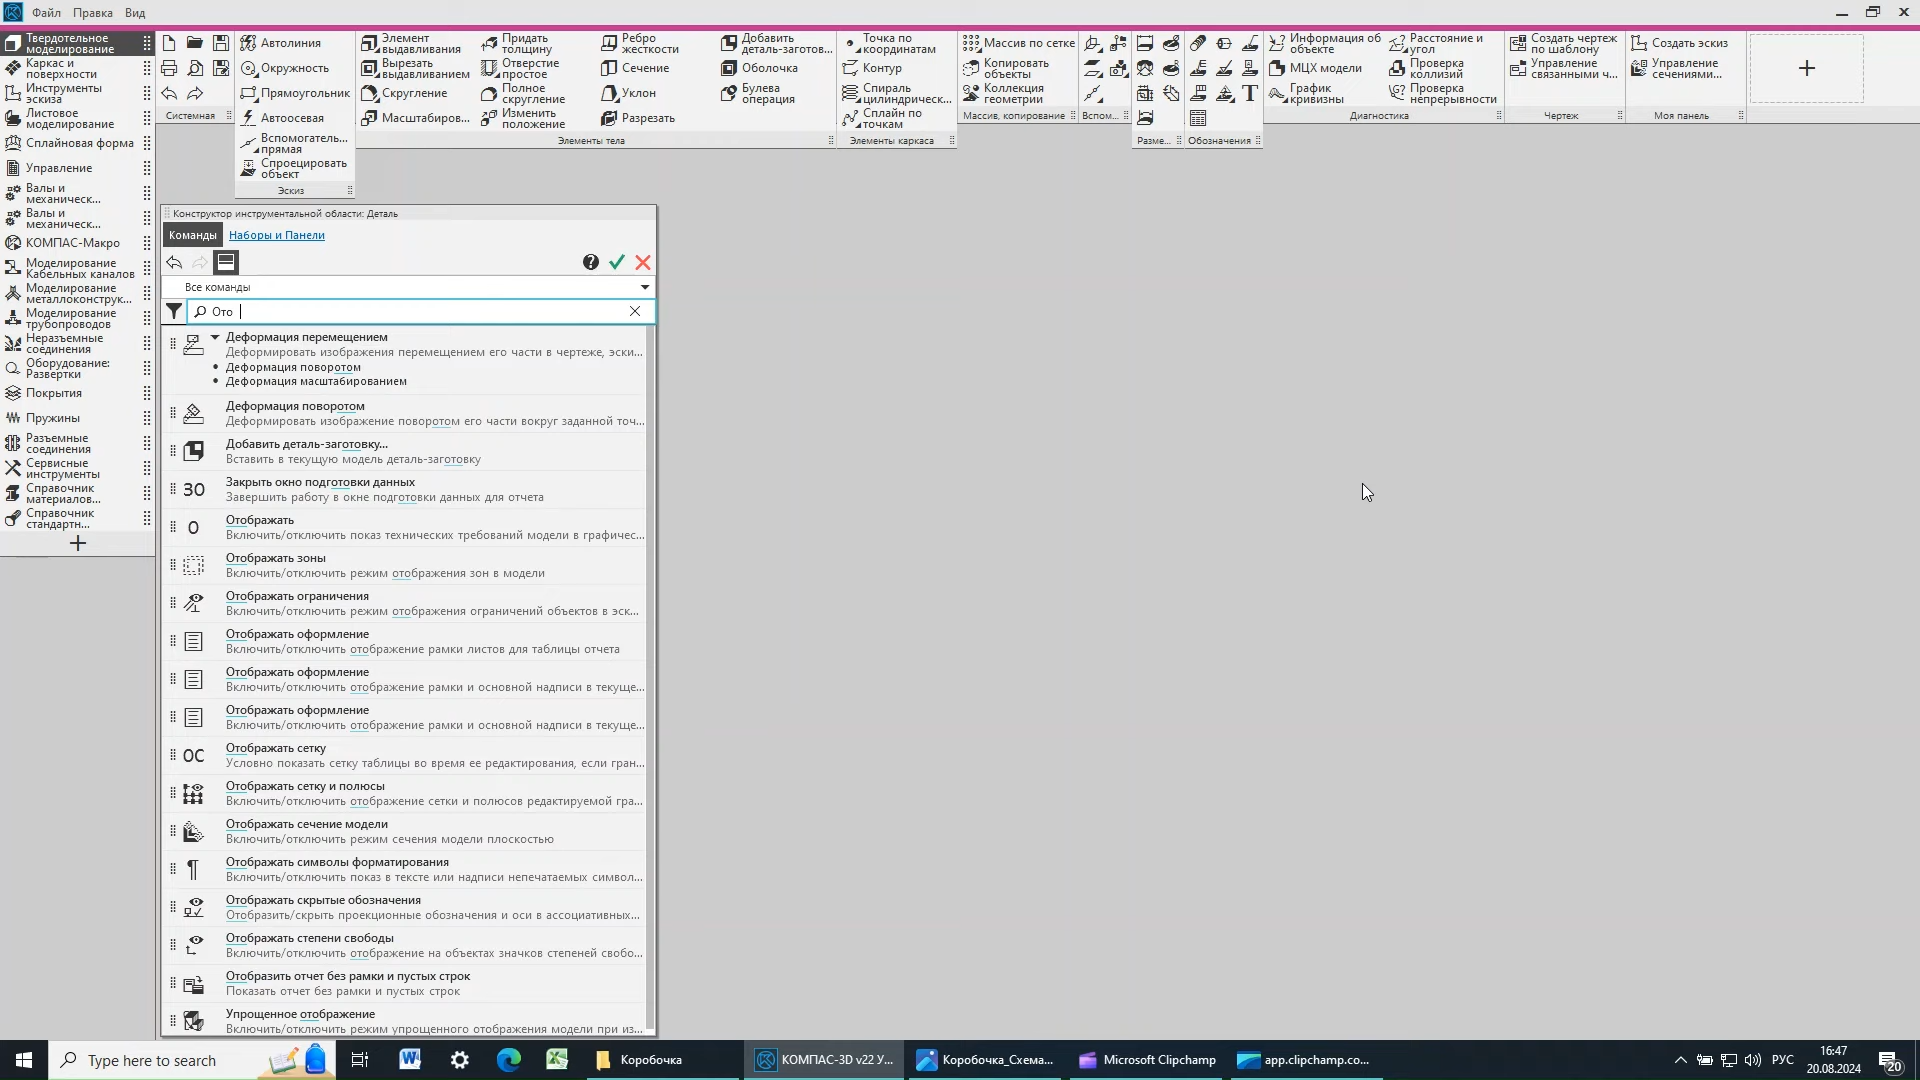 Файл Правка Вид
Твердотельное
моделирование
Каркас и
поверхности
Инструменты
эскиза
Листовое
моделирование
Сплайновая форма
Управление
Валы и
механическ...
Валы и
механическ...
КОМПАС-Макро
Моделирование
Кабельных каналов
Моделирование
металлоконструк...
Моделирование
трубопроводов
Неразъемные
соединения
Оборудование:
Развертки
Покрытия
Пружины
Разъемные
соединения
Сервисные
инструменты
Справочник
материалов...
Справочник
стандартн...
Системная
Автолиния
Окружность
Прямоугольник
Автоосевая
Вспомогатель...
прямая
Спроецировать
объект
Эскиз
Элемент
выдавливания
Вырезать
выдавливанием
Скругление
Масштабиров...
Придать
толщину
Отверстие
простое
Полное
скругление
Изменить
положение
Ребро
жесткости
Сечение
Уклон
Разрезать
Добавить
деталь-заготов...
Оболочка
Булева
операция
Элементы тела
Точка по
координатам
Контур
Спираль
цилиндрическ...
Сплайн по
точкам
Элементы каркаса
Массив по сетке
Копировать
объекты
Коллекция
геометрии
Массив, копирование
Вспом...
Разме...
Обозначения
Информация об
объекте
МЦХ модели
График
кривизны
Расстояние и
угол
Проверка
коллизий
Проверка
непрерывности
Диагностика
Создать чертеж
по шаблону
Управление
связанными ч...
Чертеж
Создать эскиз
Управление
сечениями...
Моя панель
Конструктор инструментальной области: Деталь
Команды Наборы и Панели
Все команды
Ото
Деформация перемещением
Деформировать изображения перемещением его части в чертеже, эски...
• Деформация поворотом
• Деформация масштабированием
Деформация поворотом
Деформировать изображение поворотом его части вокруг заданной точ...
Добавить деталь-заготовку...
Вставить в текущую модель деталь-заготовку
ЗО Закрыть окно подготовки данных
Завершить работу в окне подготовки данных для отчета
О Отображать
Включить/отключить показ технических требований модели в графичес...
Отображать зоны
Включить/отключить режим отображения зон в модели
Отображать ограничения
Включить/отключить режим отображения ограничений объектов в эск...
Отображать оформление
Включить/отключить отображение рамки листов для таблицы отчета
Отображать оформление
Включить/отключить отображение рамки и основной надписи в текуще...
Отображать оформление
Включить/отключить отображение рамки и основной надписи в текуще...
ОС Отображать сетку
Условно показать сетку таблицы во время ее редактирования, если гран...
Отображать сетку и полюсы
Включить/отключить отображение сетки и полюсов редактируемой гра...
Отображать сечение модели
Включить/отключить режим сечения модели плоскостью
¶ Отображать символы форматирования
Включить/отключить показ в тексте или надписи непечатаемых символ...
Отображать скрытые обозначения
Отобразить/скрыть проекционные обозначения и оси в ассоциативных...
Отображать степени свободы
Включить/отключить отображение на объектах значков степеней свобо...
Отобразить отчет без рамки и пустых строк
Показать отчет без рамки и пустых строк
Упрощенное отображение
Включить/отключить режим упрощенного отображения модели при из...
Type here to search
Коробочка
КОМПАС-3D v22 У...
Коробочка_Схема...
Microsoft Clipchamp
app.clipchamp.co...
РУС
16:47
20.08.2024
20